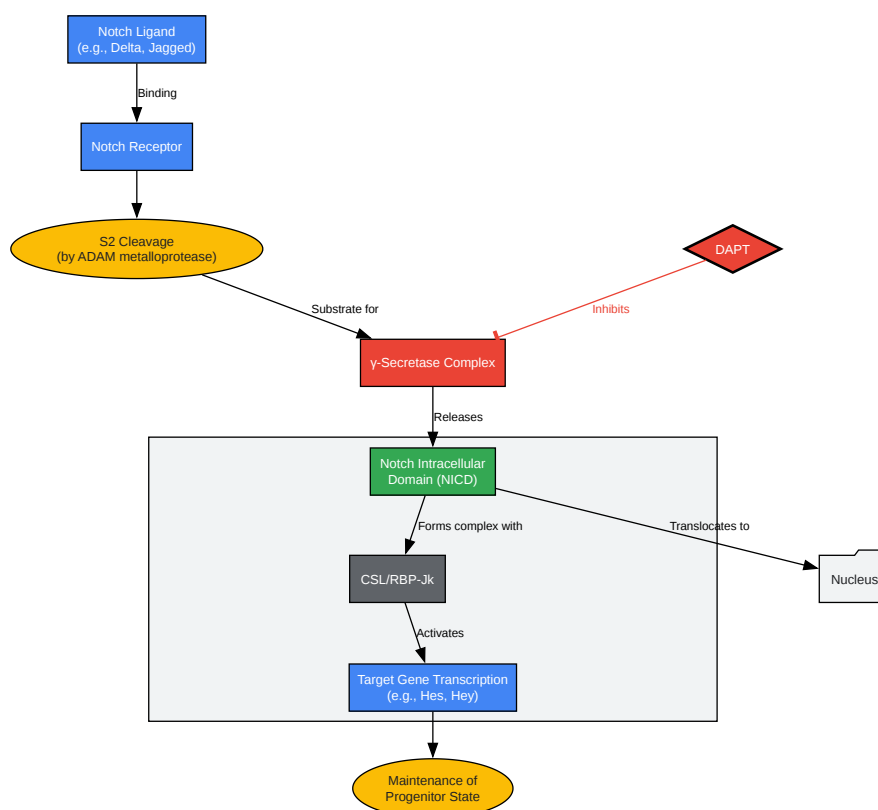 Notch Ligand
(e.g., Delta, Jagged)
Binding
Notch Receptor
S2 Cleavage
(by ADAM metalloprotease)
DAPT
Substrate for
Inhibits
γ-Secretase Complex
Releases
Notch Intracellular
Domain (NICD)
Forms complex with
Translocates to
CSL/RBP-Jk
Nucleus
Activates
Target Gene Transcription
(e.g., Hes, Hey)
Maintenance of
Progenitor State